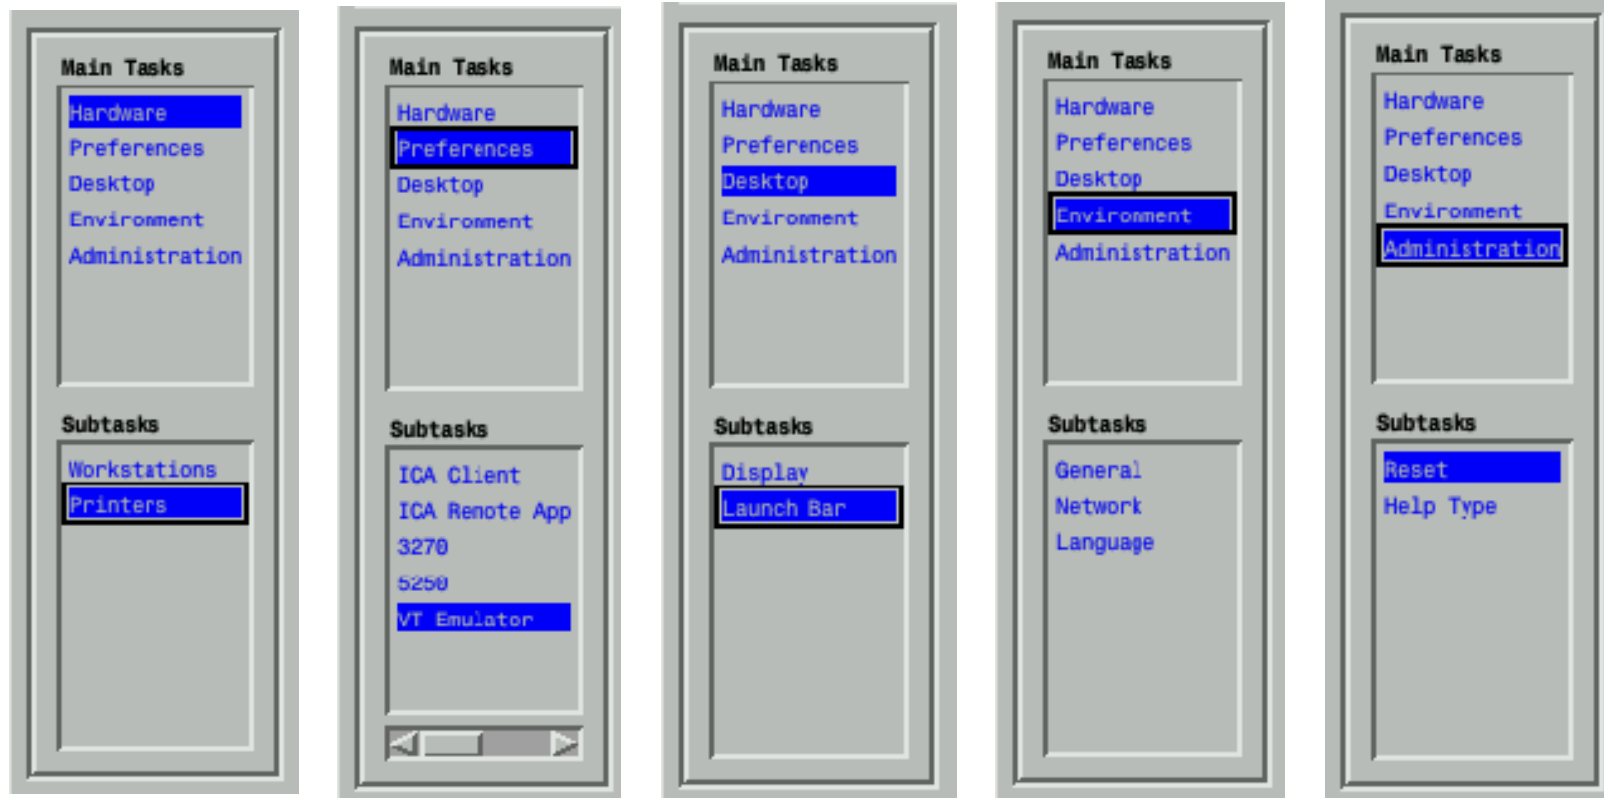 Main Tasks
Hardware
Preferences
Desktop
Environment
Administration
Subtasks
Workstations
Printers
Main Tasks
Hardware
Preferences
Desktop
Environment
Administration
Subtasks
ICA Client
ICA Remote App
3270
5250
VT Emulator
Main Tasks
Hardware
Preferences
Desktop
Environment
Administration
Subtasks
Display
Launch Bar
Main Tasks
Hardware
Preferences
Desktop
Environment
Administration
Subtasks
General
Network
Language
Main Tasks
Hardware
Preferences
Desktop
Environment
Administration
Subtasks
Reset
Help Type